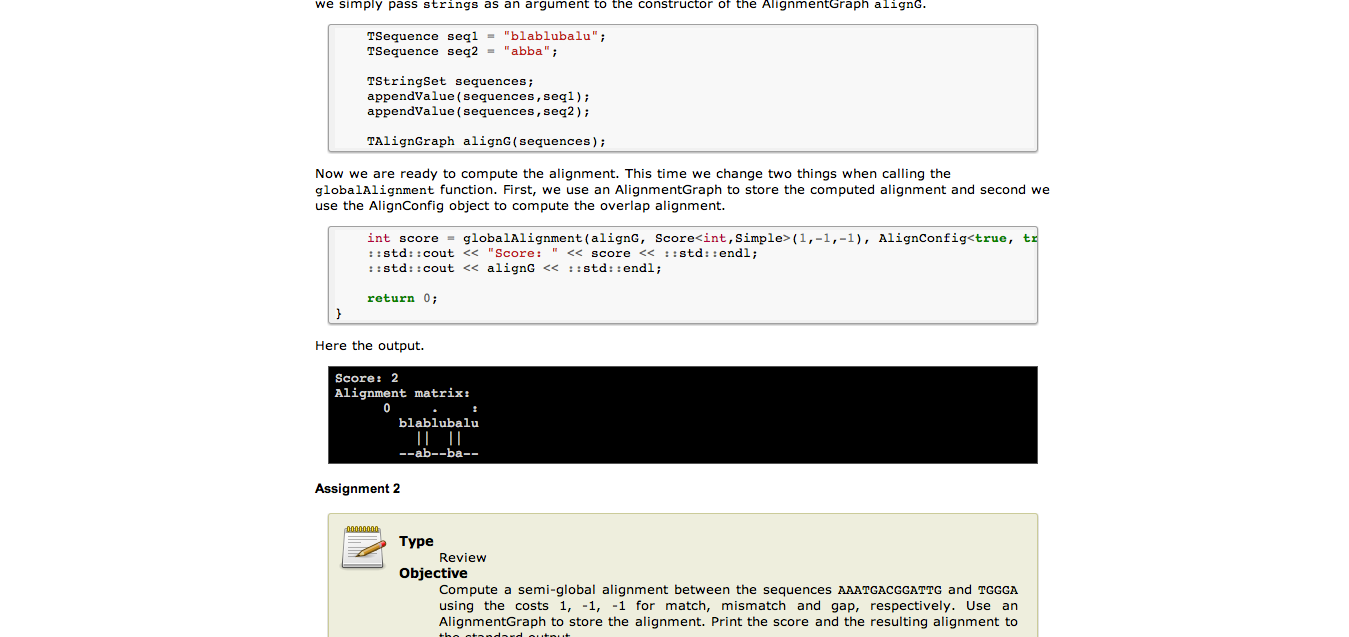 we simply pass strings as an argument to the constructor of the AlignmentGraph alignG.
TSequence seq1 = "blablubalu";
TSequence seq2 = "abba";
TStringSet sequences;
appendValue(sequences,seq1);
appendValue(sequences,seq2);
TAlignGraph alignG(sequences);
Now we are ready to compute the alignment. This time we change two things when calling the
globalAlignment function. First, we use an AlignmentGraph to store the computed alignment and second we
use the AlignConfig object to compute the overlap alignment.
int score = globalAlignment(alignG, Score<int,Simple>(1,-1,-1), AlignConfig<true, tr
::std::cout << "Score: " << score << ::std::endl;
::std::cout << alignG << ::std::endl;
return 0;
}
Here the output.
Score: 2
Alignment matrix:
0 . :
blablubalu
|| ||
--ab--ba--
Assignment 2
Type
Review
Objective
Compute a semi-global alignment between the sequences AAATGACGGATTG and TGGGA
using the costs 1, -1, -1 for match, mismatch and gap, respectively. Use an
AlignmentGraph to store the alignment. Print the score and the resulting alignment to
the standard output.